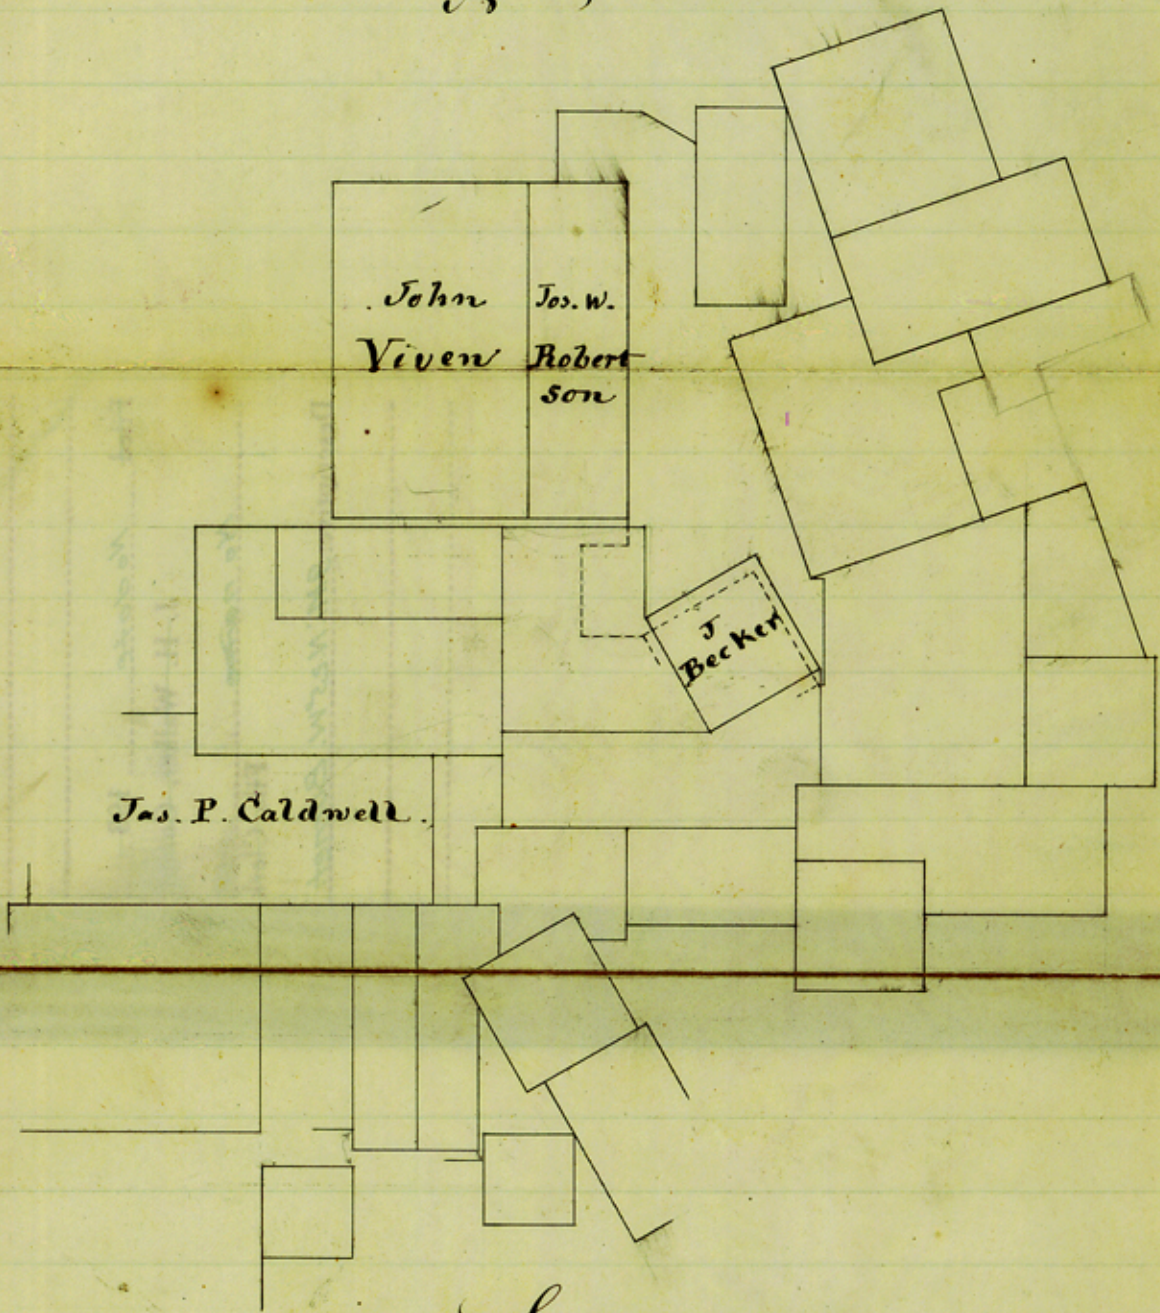 John
Viven
Jos. W.
Robert
son
J
Becker
Jas. P. Caldwell.